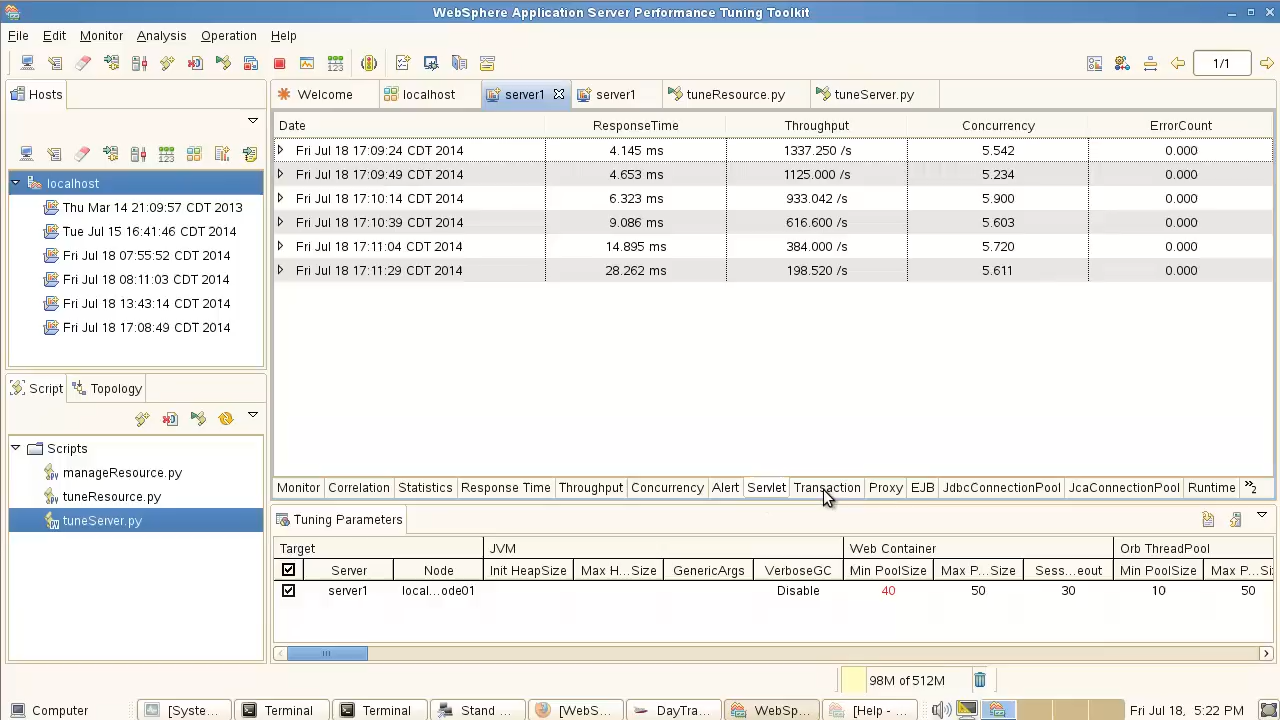 WebSphere Application Server Performance Tuning Toolkit
File Edit Monitor Analysis Operation Help
1/1
Hosts
Welcome localhost server1 server1 tuneResource.py tuneServer.py
Date ResponseTime Throughput Concurrency ErrorCount
Fri Jul 18 17:09:24 CDT 2014 4.145 ms 1337.250 /s 5.542 0.000
Fri Jul 18 17:09:49 CDT 2014 4.653 ms 1125.000 /s 5.234 0.000
Fri Jul 18 17:10:14 CDT 2014 6.323 ms 933.042 /s 5.900 0.000
Fri Jul 18 17:10:39 CDT 2014 9.086 ms 616.600 /s 5.603 0.000
Fri Jul 18 17:11:04 CDT 2014 14.895 ms 384.000 /s 5.720 0.000
Fri Jul 18 17:11:29 CDT 2014 28.262 ms 198.520 /s 5.611 0.000
localhost
Thu Mar 14 21:09:57 CDT 2013
Tue Jul 15 16:41:46 CDT 2014
Fri Jul 18 07:55:52 CDT 2014
Fri Jul 18 08:11:03 CDT 2014
Fri Jul 18 13:43:14 CDT 2014
Fri Jul 18 17:08:49 CDT 2014
Script Topology
Scripts
manageResource.py
tuneResource.py
tuneServer.py
Monitor Correlation Statistics Response Time Throughput Concurrency Alert Servlet Transaction Proxy EJB JdbcConnectionPool JcaConnectionPool Runtime »2
Tuning Parameters
Target JVM Web Container Orb ThreadPool
Server Node Init HeapSize Max H...Size GenericArgs VerboseGC Min PoolSize Max P...Size Sess...eout Min PoolSize Max P...Si
server1 local...ode01 Disable 40 50 30 10 50
98M of 512M
Computer [Syste... Terminal Terminal Stand... [WebS... DayTra... WebSp... [Help - ... Fri Jul 18, 5:22 PM